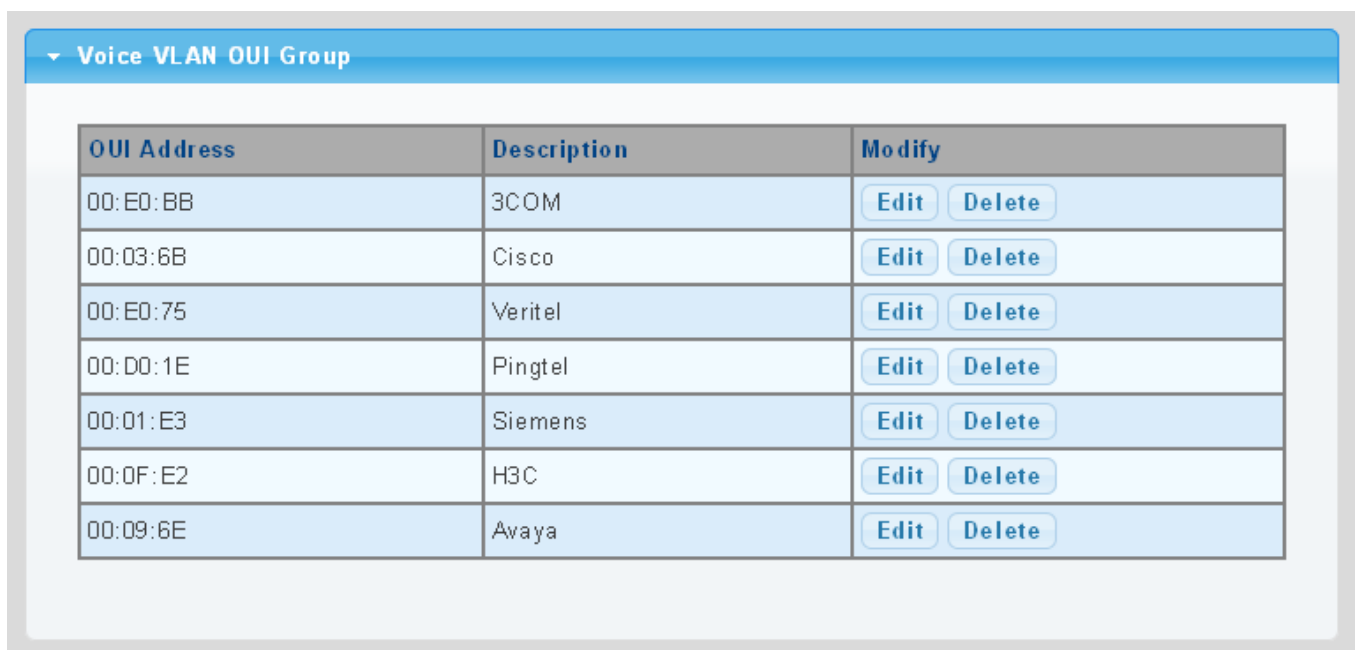 Voice VLAN OUI Group
OUI Address Description Modify
00:E0:BB 3COM Edit Delete
00:03:6B Cisco Edit Delete
00:E0:75 Veritel Edit Delete
00:D0:1E Pingtel Edit Delete
00:01:E3 Siemens Edit Delete
00:0F:E2 H3C Edit Delete
00:09:6E Avaya Edit Delete